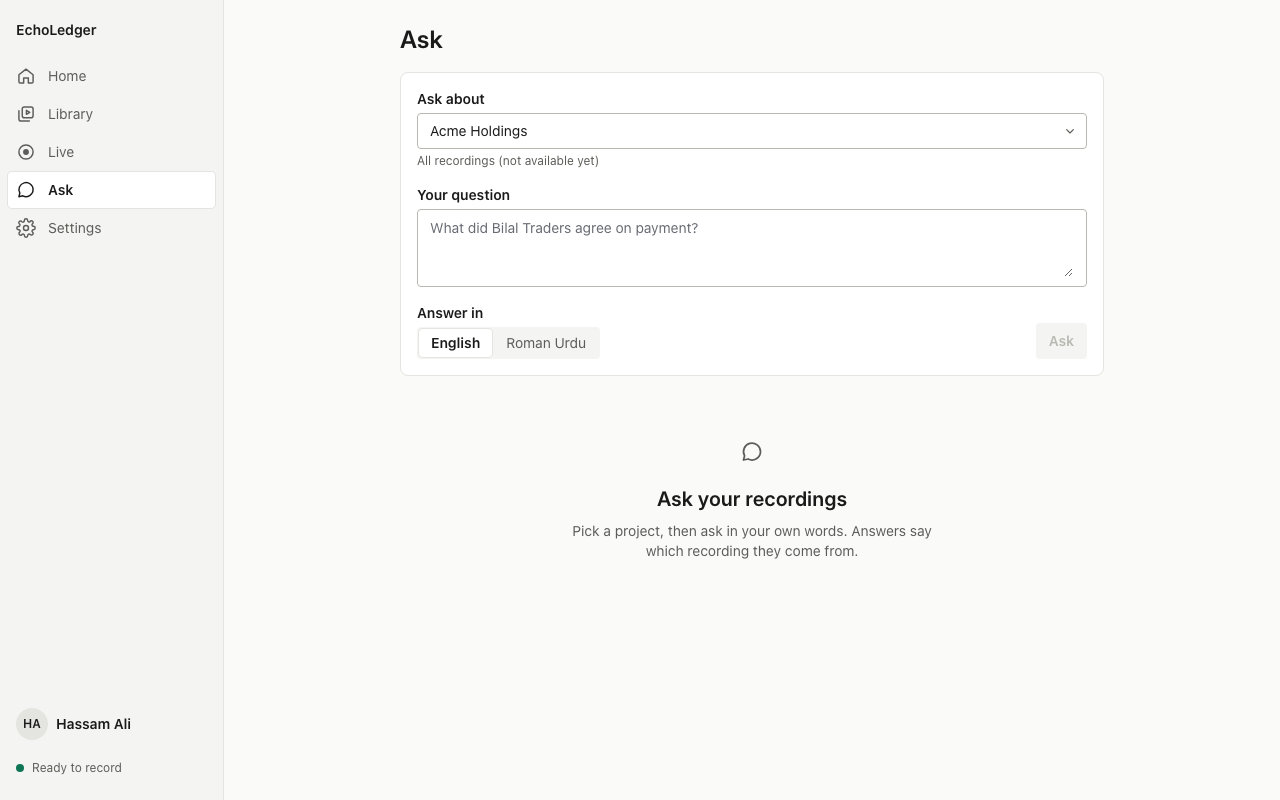 EchoLedger
Home
Library
Live
Ask
Settings
HA
Hassam Ali
Ready to record
Ask
Ask about
Acme Holdings
All recordings (not available yet)
Your question
What did Bilal Traders agree on payment?
Answer in
English
Roman Urdu
Ask
Ask your recordings
Pick a project, then ask in your own words. Answers say
which recording they come from.